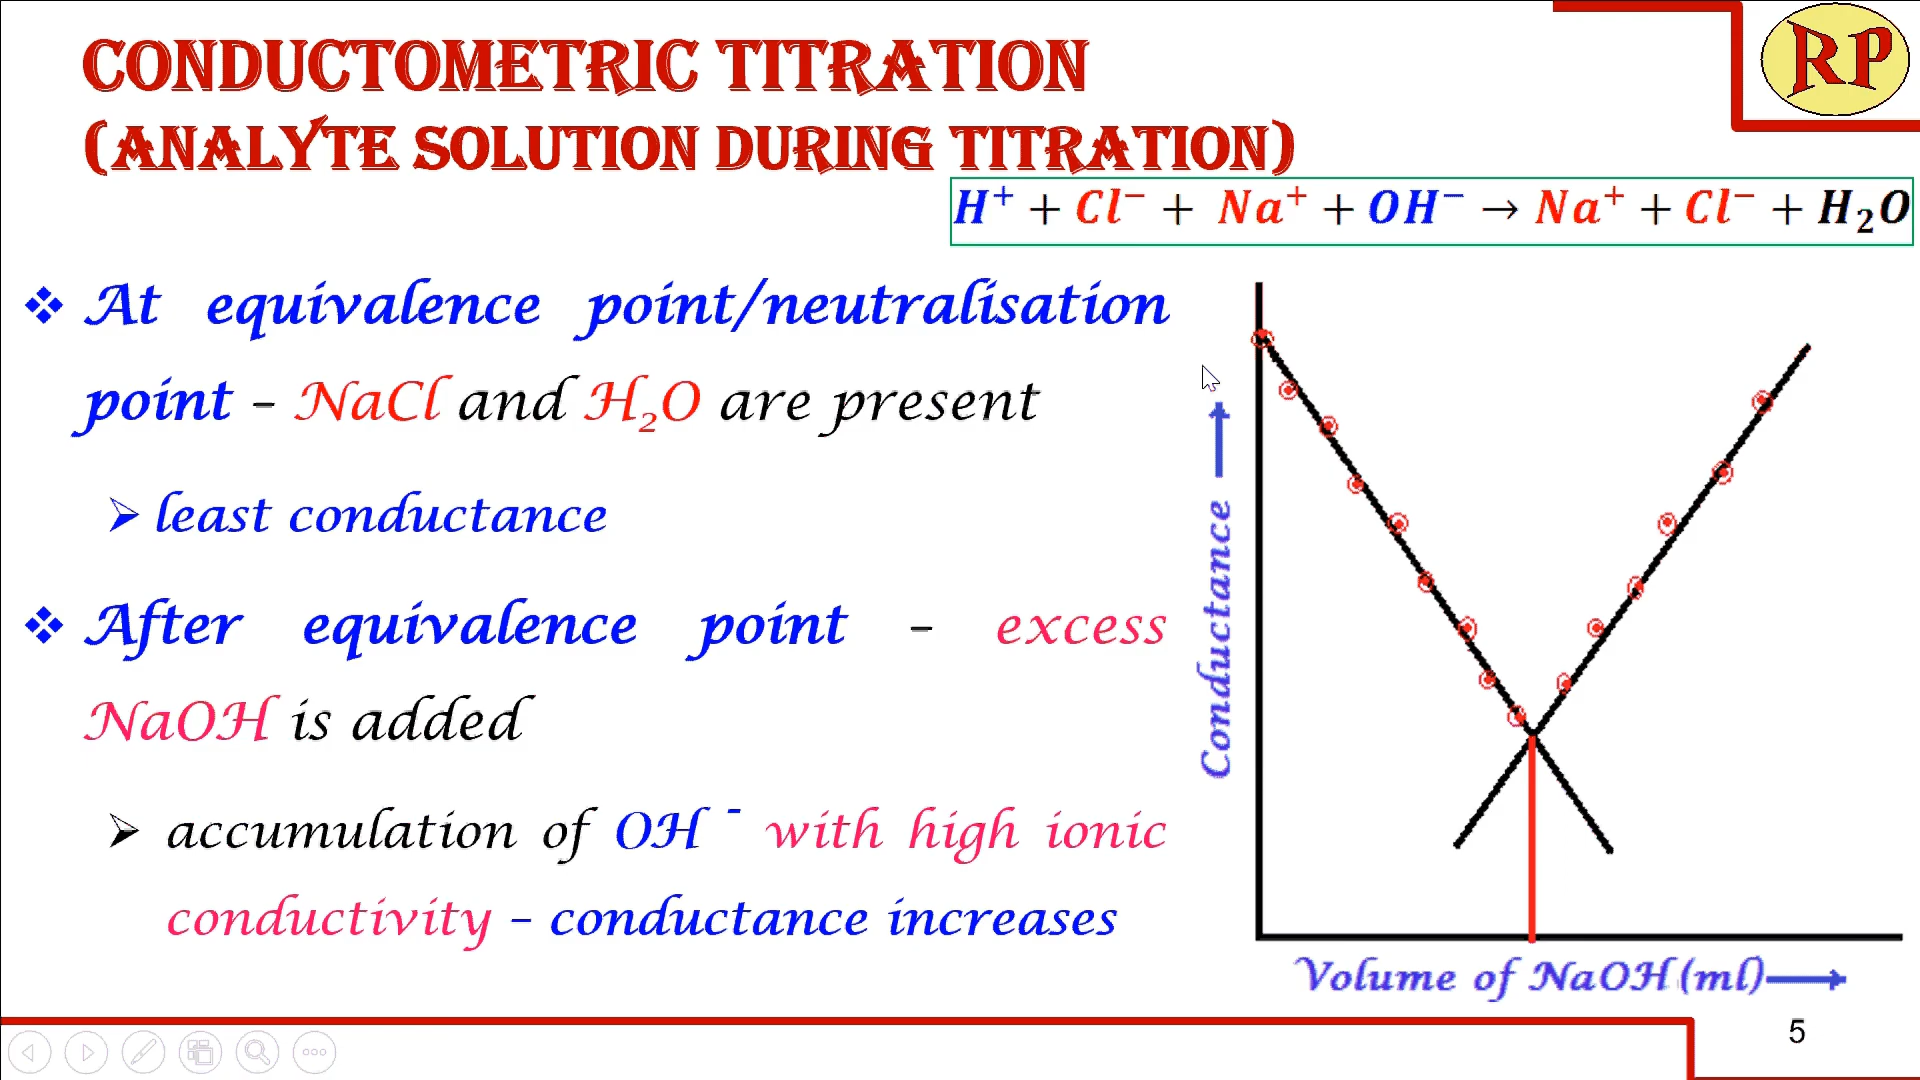 CONDUCTOMETRIC TITRATION
(ANALYTE SOLUTION DURING TITRATION)
RP
H⁺ + Cl⁻ + Na⁺ + OH⁻ → Na⁺ + Cl⁻ + H₂O
❖ At equivalence point/neutralisation
point – NaCl and H₂O are present
➢ least conductance
❖ After equivalence point – excess
NaOH is added
➢ accumulation of OH⁻ with high ionic
conductivity – conductance increases
Conductance →
Volume of NaOH (ml) →
5